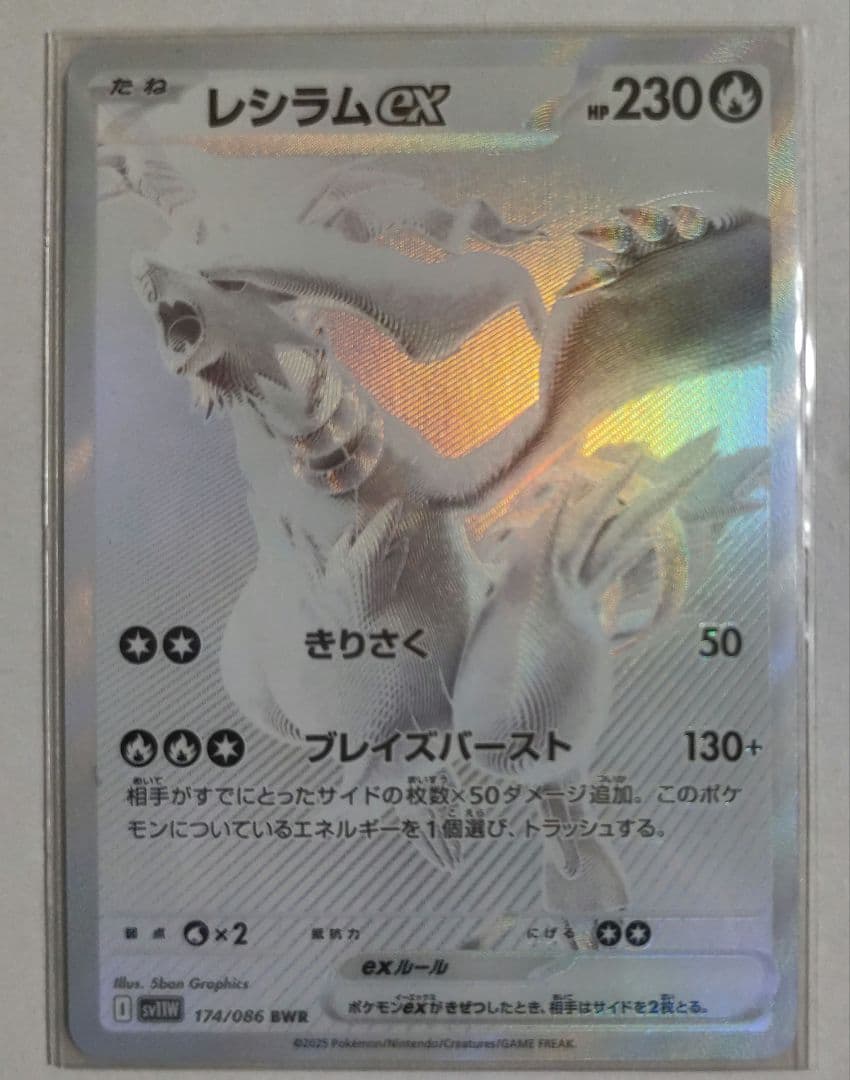 たね レシラムex HP230
きりさく 50
ブレイズバースト 130+
相手がすでにとったサイドの枚数×50ダメージ追加。このポケ
モンについているエネルギーを1個選び、トラッシュする。
弱点 ×2 抵抗力 にげる
exルール
ポケモンexがきぜつしたとき、相手はサイドを2枚とる。
Illus. 5ban Graphics
I sv11W 174/086 BWR
©2025 Pokémon/Nintendo/Creatures/GAME FREAK.